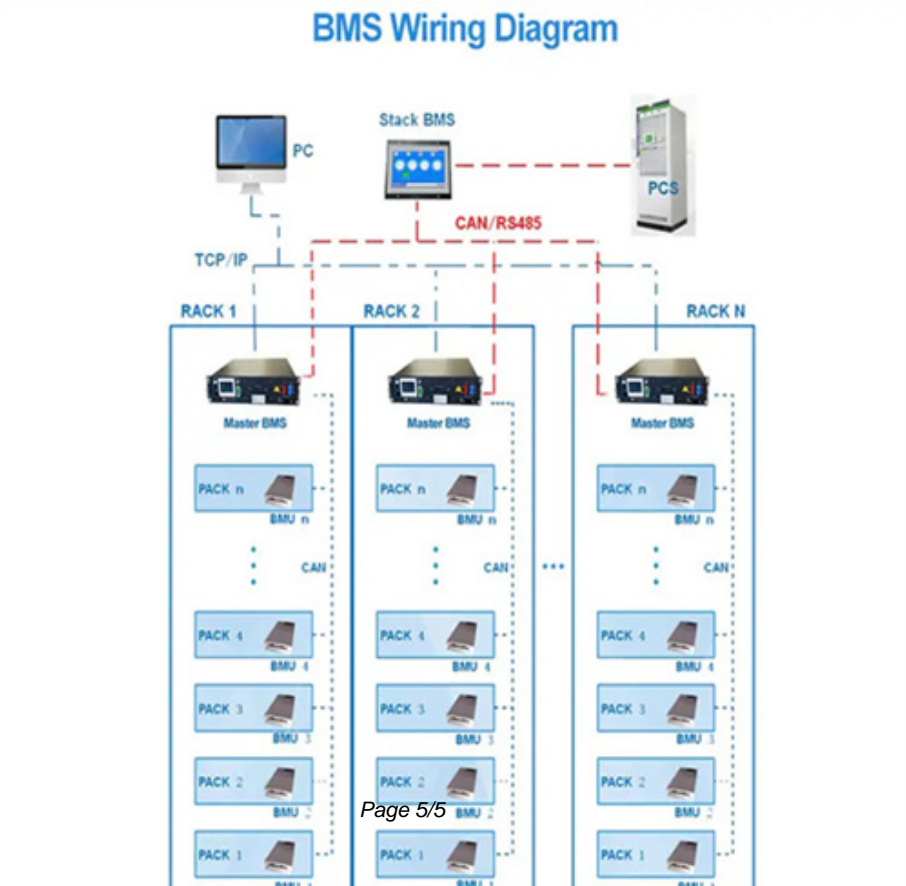 BMS Wiring Diagram
Stack BMS
PC
PCS
CAN/RS485
TCP/IP
RACK 1
RACK 2
RACK N
Master BMS
Master BMS
Master BMS
PACK n
PACK n
PACK n
BMU n
BMU n
BMU n
CAN
CAN
CAN
PACK 4
PACK 4
PACK 4
BMU 4
BMU 4
BMU 4
PACK 3
PACK 3
PACK 3
BMU 3
BMU 3
BMU 3
PACK 2
PACK 2
PACK 2
BMU 2
Page 5/5
BMU 2
BMU 2
PACK 1
PACK 1
PACK 1